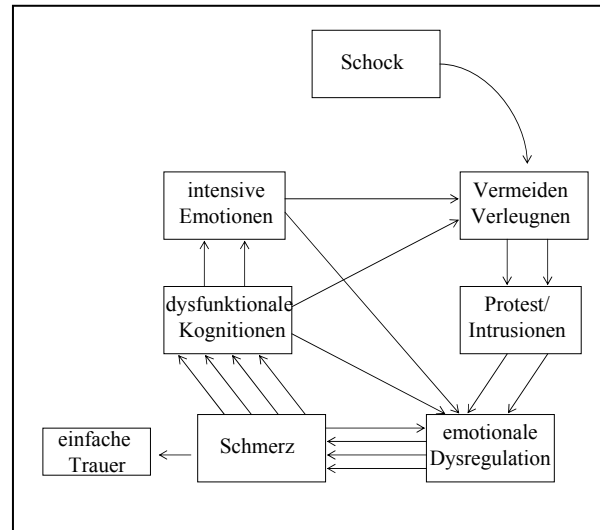 Schock
intensive
Emotionen
Vermeiden
Verleugnen
dysfunktionale
Kognitionen
Protest/
Intrusionen
einfache
Trauer
Schmerz
emotionale
Dysregulation